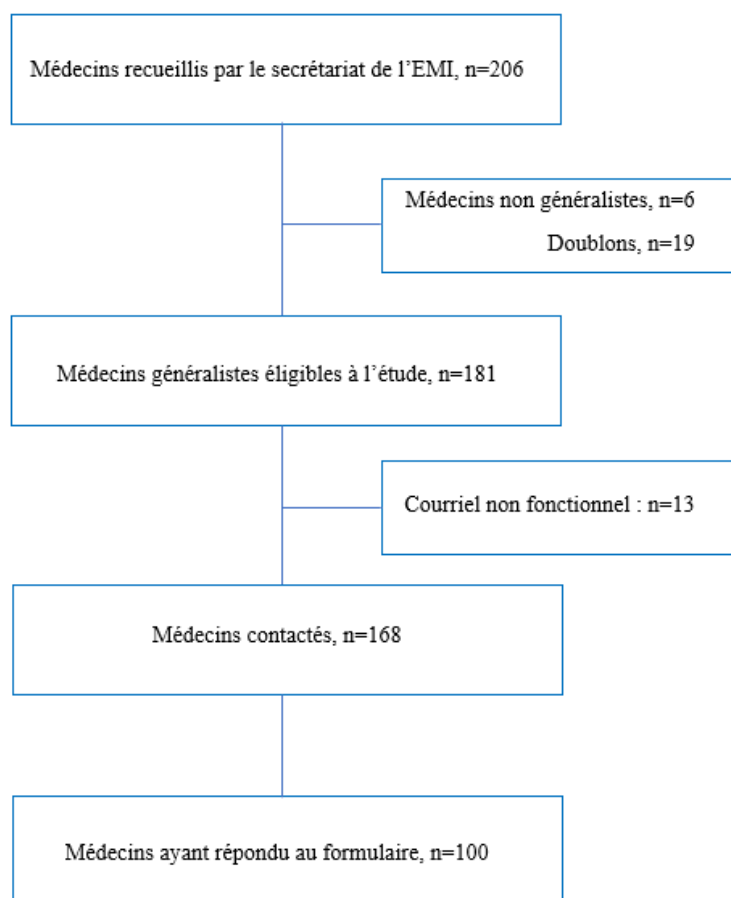 Médecins recueillis par le secrétariat de l’EMI, n=206
Médecins non généralistes, n=6
Doublons, n=19
Médecins généralistes éligibles à l’étude, n=181
Courriel non fonctionnel : n=13
Médecins contactés, n=168
Médecins ayant répondu au formulaire, n=100